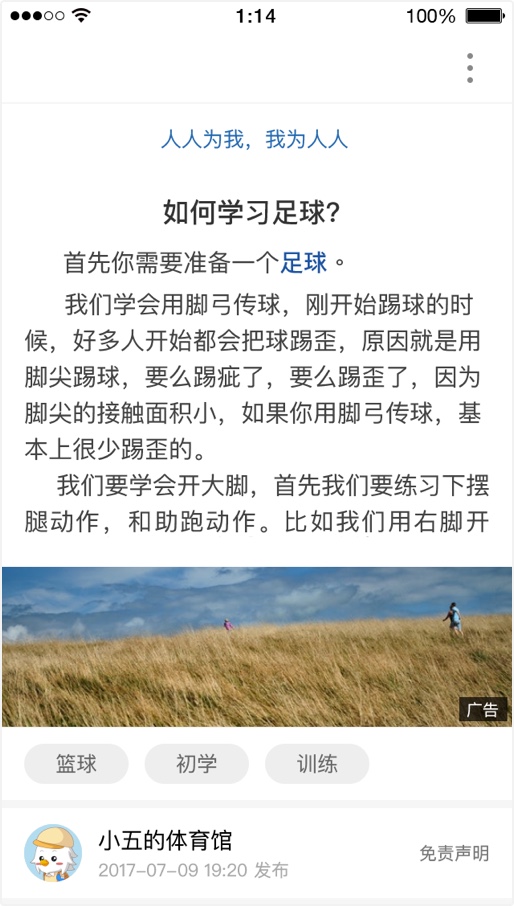 1:14
100%
人人为我，我为人人
如何学习足球？
首先你需要准备一个足球。
我们学会用脚弓传球，刚开始踢球的时
候，好多人开始都会把球踢歪，原因就是用
脚尖踢球，要么踢疵了，要么踢歪了，因为
脚尖的接触面积小，如果你用脚弓传球，基
本上很少踢歪的。
我们要学会开大脚，首先我们要练习下摆
腿动作，和助跑动作。比如我们用右脚开
广告
篮球 初学 训练
小五的体育馆
免责声明
2017-07-09 19:20 发布